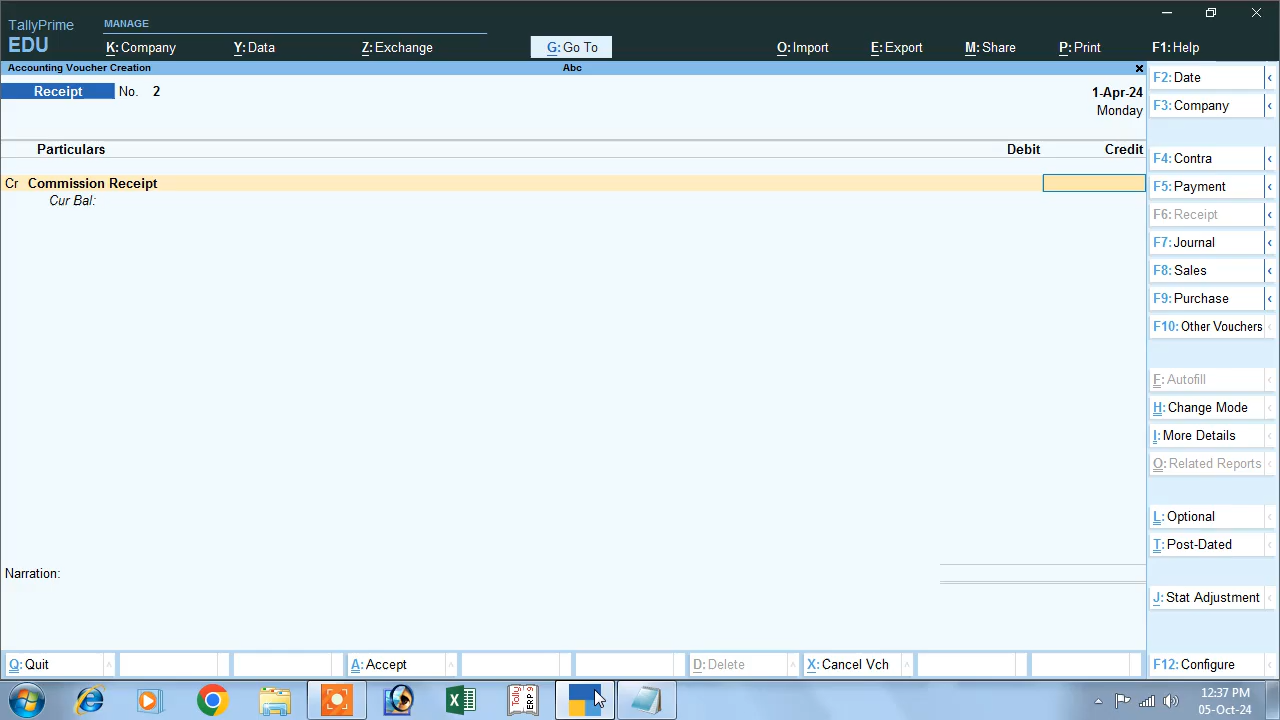 TallyPrime
EDU
MANAGE
K: Company
Y: Data
Z: Exchange
G: Go To
O: Import
E: Export
M: Share
P: Print
F1: Help
Accounting Voucher Creation
Abc
Receipt No. 2
1-Apr-24
Monday
Particulars Debit Credit
Cr Commission Receipt
Cur Bal:
Narration:
F2: Date
F3: Company
F4: Contra
F5: Payment
F6: Receipt
F7: Journal
F8: Sales
F9: Purchase
F10: Other Vouchers
F: Autofill
H: Change Mode
I: More Details
O: Related Reports
L: Optional
T: Post-Dated
J: Stat Adjustment
Q: Quit
A: Accept
D: Delete
X: Cancel Vch
F12: Configure
Tally
ERP 9
12:37 PM
05-Oct-24